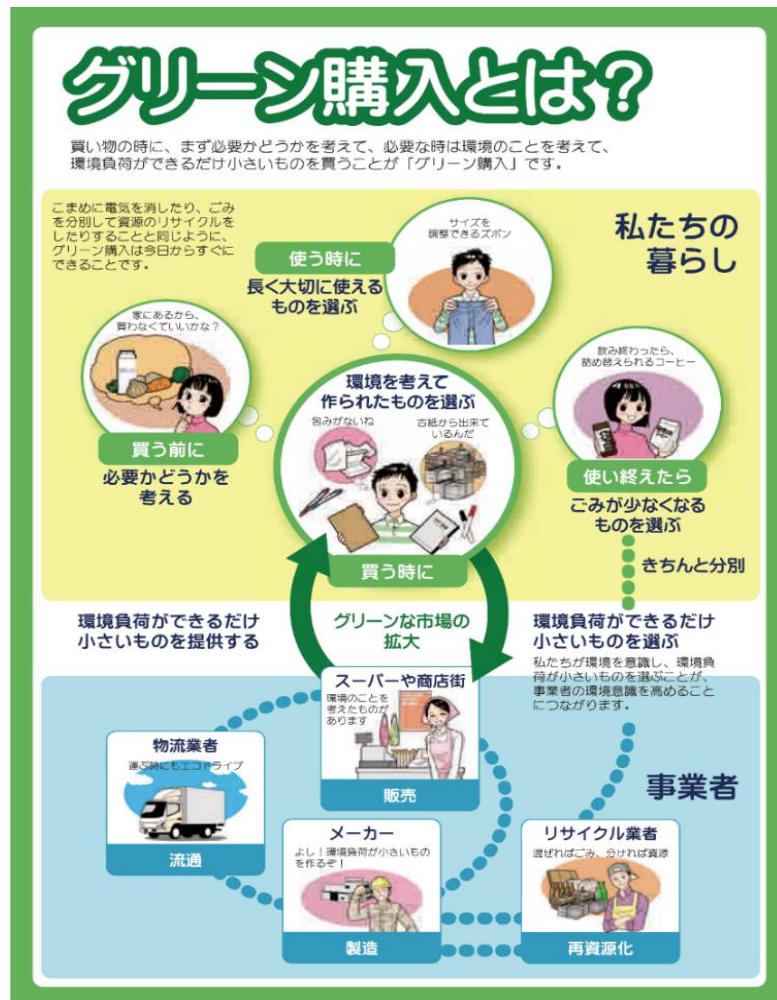 グリーン購入とは？
買い物の時に、まず必要かどうかを考えて、必要な時は環境のことを考えて、
環境負荷ができるだけ小さいものを買うことが「グリーン購入」です。
こまめに電気を消したり、ごみ
を分別して資源のリサイクルを
したりすることと同じように、
グリーン購入は今日からすぐに
できることです。
私たちの
暮らし
サイズを
調整できるズボン
使う時に
長く大切に使える
ものを選ぶ
家にあるから、
買わなくていいかな？
買う前に
必要かどうかを
考える
環境を考えて
作られたものを選ぶ
包みがないね
古紙から出来て
いるんだ
買う時に
飲み終わったら、
詰め替えられるコーヒー
使い終えたら
ごみが少なくなる
ものを選ぶ
きちんと分別
環境負荷ができるだけ
小さいものを提供する
グリーンな市場の
拡大
環境負荷ができるだけ
小さいものを選ぶ
私たちが環境を意識し、環境負
荷が小さいものを選ぶことが、
事業者の環境意識を高めること
につながります。
スーパーや商店街
環境のことを
考えたものが
あります
販売
事業者
物流業者
運ぶ時にもエコドライブ
流通
メーカー
よし！環境負荷が小さいもの
を作るぞ！
製造
リサイクル業者
混ぜればごみ、分ければ資源
再資源化